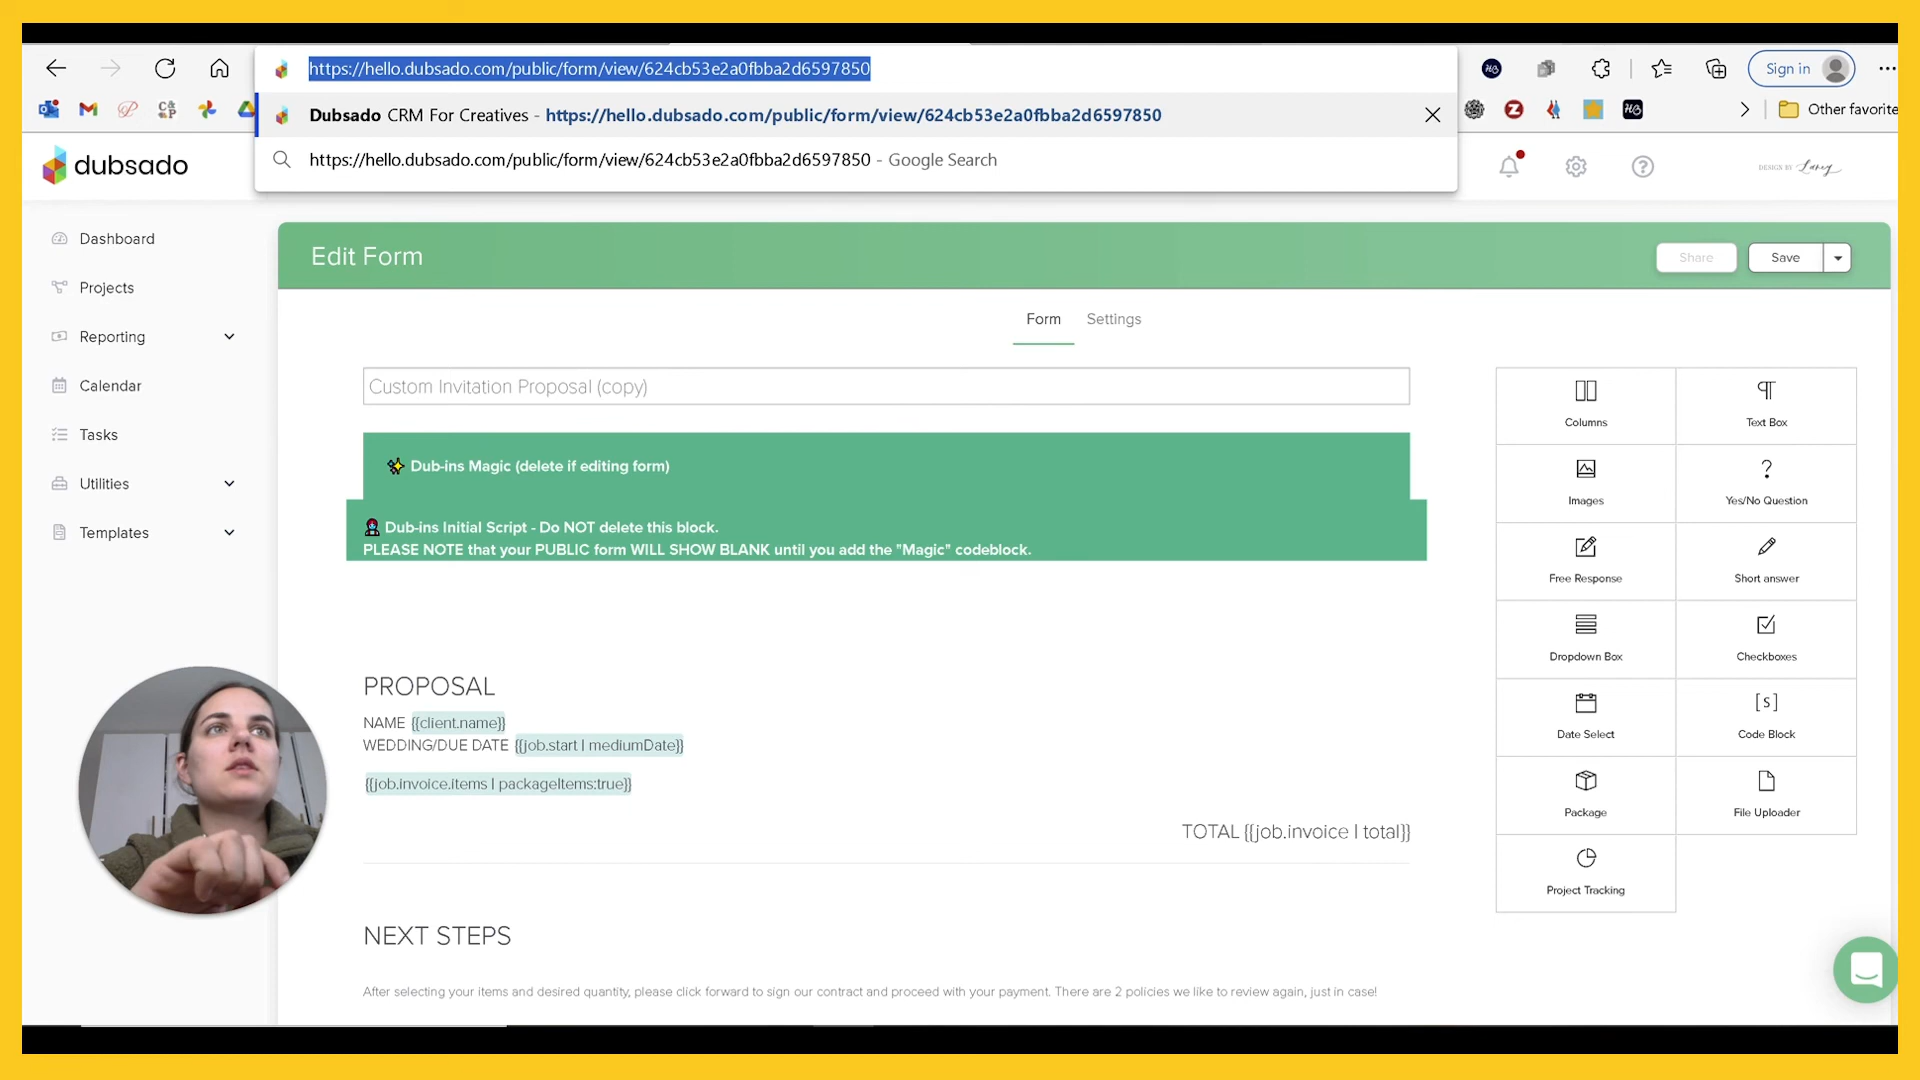 https://hello.dubsado.com/public/form/view/624cb53e2a0fbba2d6597850
Sign in
Dubsado CRM For Creatives - https://hello.dubsado.com/public/form/view/624cb53e2a0fbba2d6597850
https://hello.dubsado.com/public/form/view/624cb53e2a0fbba2d6597850 - Google Search
HB
C&
P
Z
HB
Other favorite
dubsado
DESIGN BY Laney
Dashboard
Projects
Reporting
Calendar
Tasks
Utilities
Templates
Edit Form
Share
Save
Form
Settings
Custom Invitation Proposal (copy)
Dub-ins Magic (delete if editing form)
Dub-ins Initial Script - Do NOT delete this block.
PLEASE NOTE that your PUBLIC form WILL SHOW BLANK until you add the "Magic" codeblock.
PROPOSAL
NAME {{client.name}}
WEDDING/DUE DATE {{job.start | mediumDate}}
{{job.invoice.items | packageItems:true}}
TOTAL {{job.invoice | total}}
NEXT STEPS
After selecting your items and desired quantity, please click forward to sign our contract and proceed with your payment. There are 2 policies we like to review again, just in case!
Columns
Text Box
Images
Yes/No Question
Free Response
Short answer
Dropdown Box
Checkboxes
Date Select
[s]
Code Block
Package
File Uploader
Project Tracking